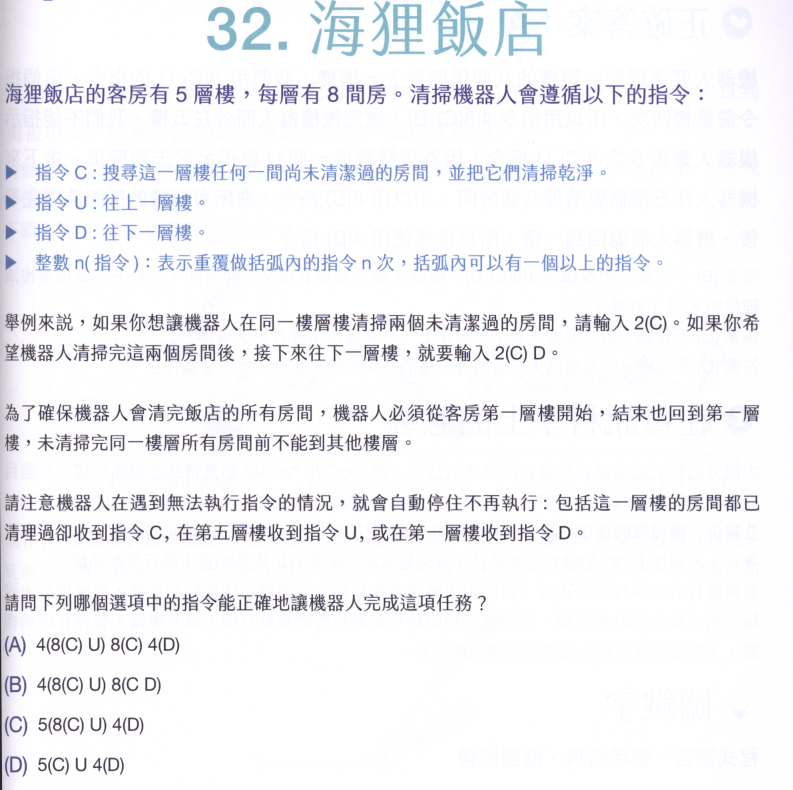 32. 海狸飯店
海狸飯店的客房有 5 層樓，每層有 8 間房。清掃機器人會遵循以下的指令：
▶ 指令 C : 搜尋這一層樓任何一間尚未清潔過的房間，並把它們清掃乾淨。
▶ 指令 U : 往上一層樓。
▶ 指令 D : 往下一層樓。
▶ 整數 n( 指令 )：表示重覆做括弧內的指令 n 次，括弧內可以有一個以上的指令。
舉例來説，如果你想讓機器人在同一樓層樓清掃兩個未清潔過的房間，請輸入 2(C)。如果你希
望機器人清掃完這兩個房間後，接下來往下一層樓，就要輸入 2(C) D。
為了確保機器人會清完飯店的所有房間，機器人必須從客房第一層樓開始，結束也回到第一層
樓，未清掃完同一樓層所有房間前不能到其他樓層。
請注意機器人在遇到無法執行指令的情況，就會自動停住不再執行 : 包括這一層樓的房間都已
清理過卻收到指令 C, 在第五層樓收到指令 U, 或在第一層樓收到指令 D。
請問下列哪個選項中的指令能正確地讓機器人完成這項任務？
(A) 4(8(C) U) 8(C) 4(D)
(B) 4(8(C) U) 8(C D)
(C) 5(8(C) U) 4(D)
(D) 5(C) U 4(D)